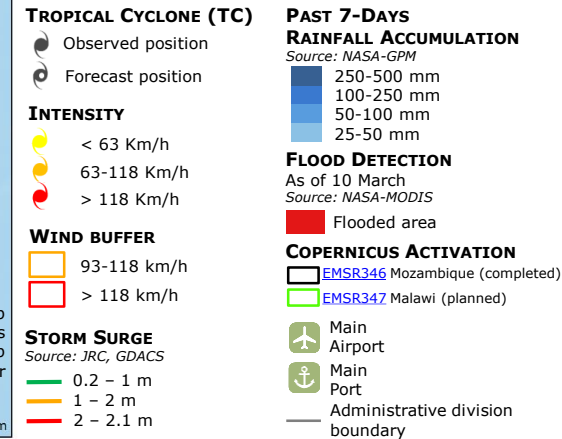 TROPICAL CYCLONE (TC)
Observed position
Forecast position
INTENSITY
< 63 Km/h
63-118 Km/h
> 118 Km/h
WIND BUFFER
93-118 km/h
> 118 km/h
STORM SURGE
Source: JRC, GDACS
0.2 – 1 m
1 – 2 m
2 – 2.1 m
PAST 7-DAYS
RAINFALL ACCUMULATION
Source: NASA-GPM
250-500 mm
100-250 mm
50-100 mm
25-50 mm
FLOOD DETECTION
As of 10 March
Source: NASA-MODIS
Flooded area
COPERNICUS ACTIVATION
EMSR346 Mozambique (completed)
EMSR347 Malawi (planned)
Main
Airport
Main
Port
Administrative division
boundary